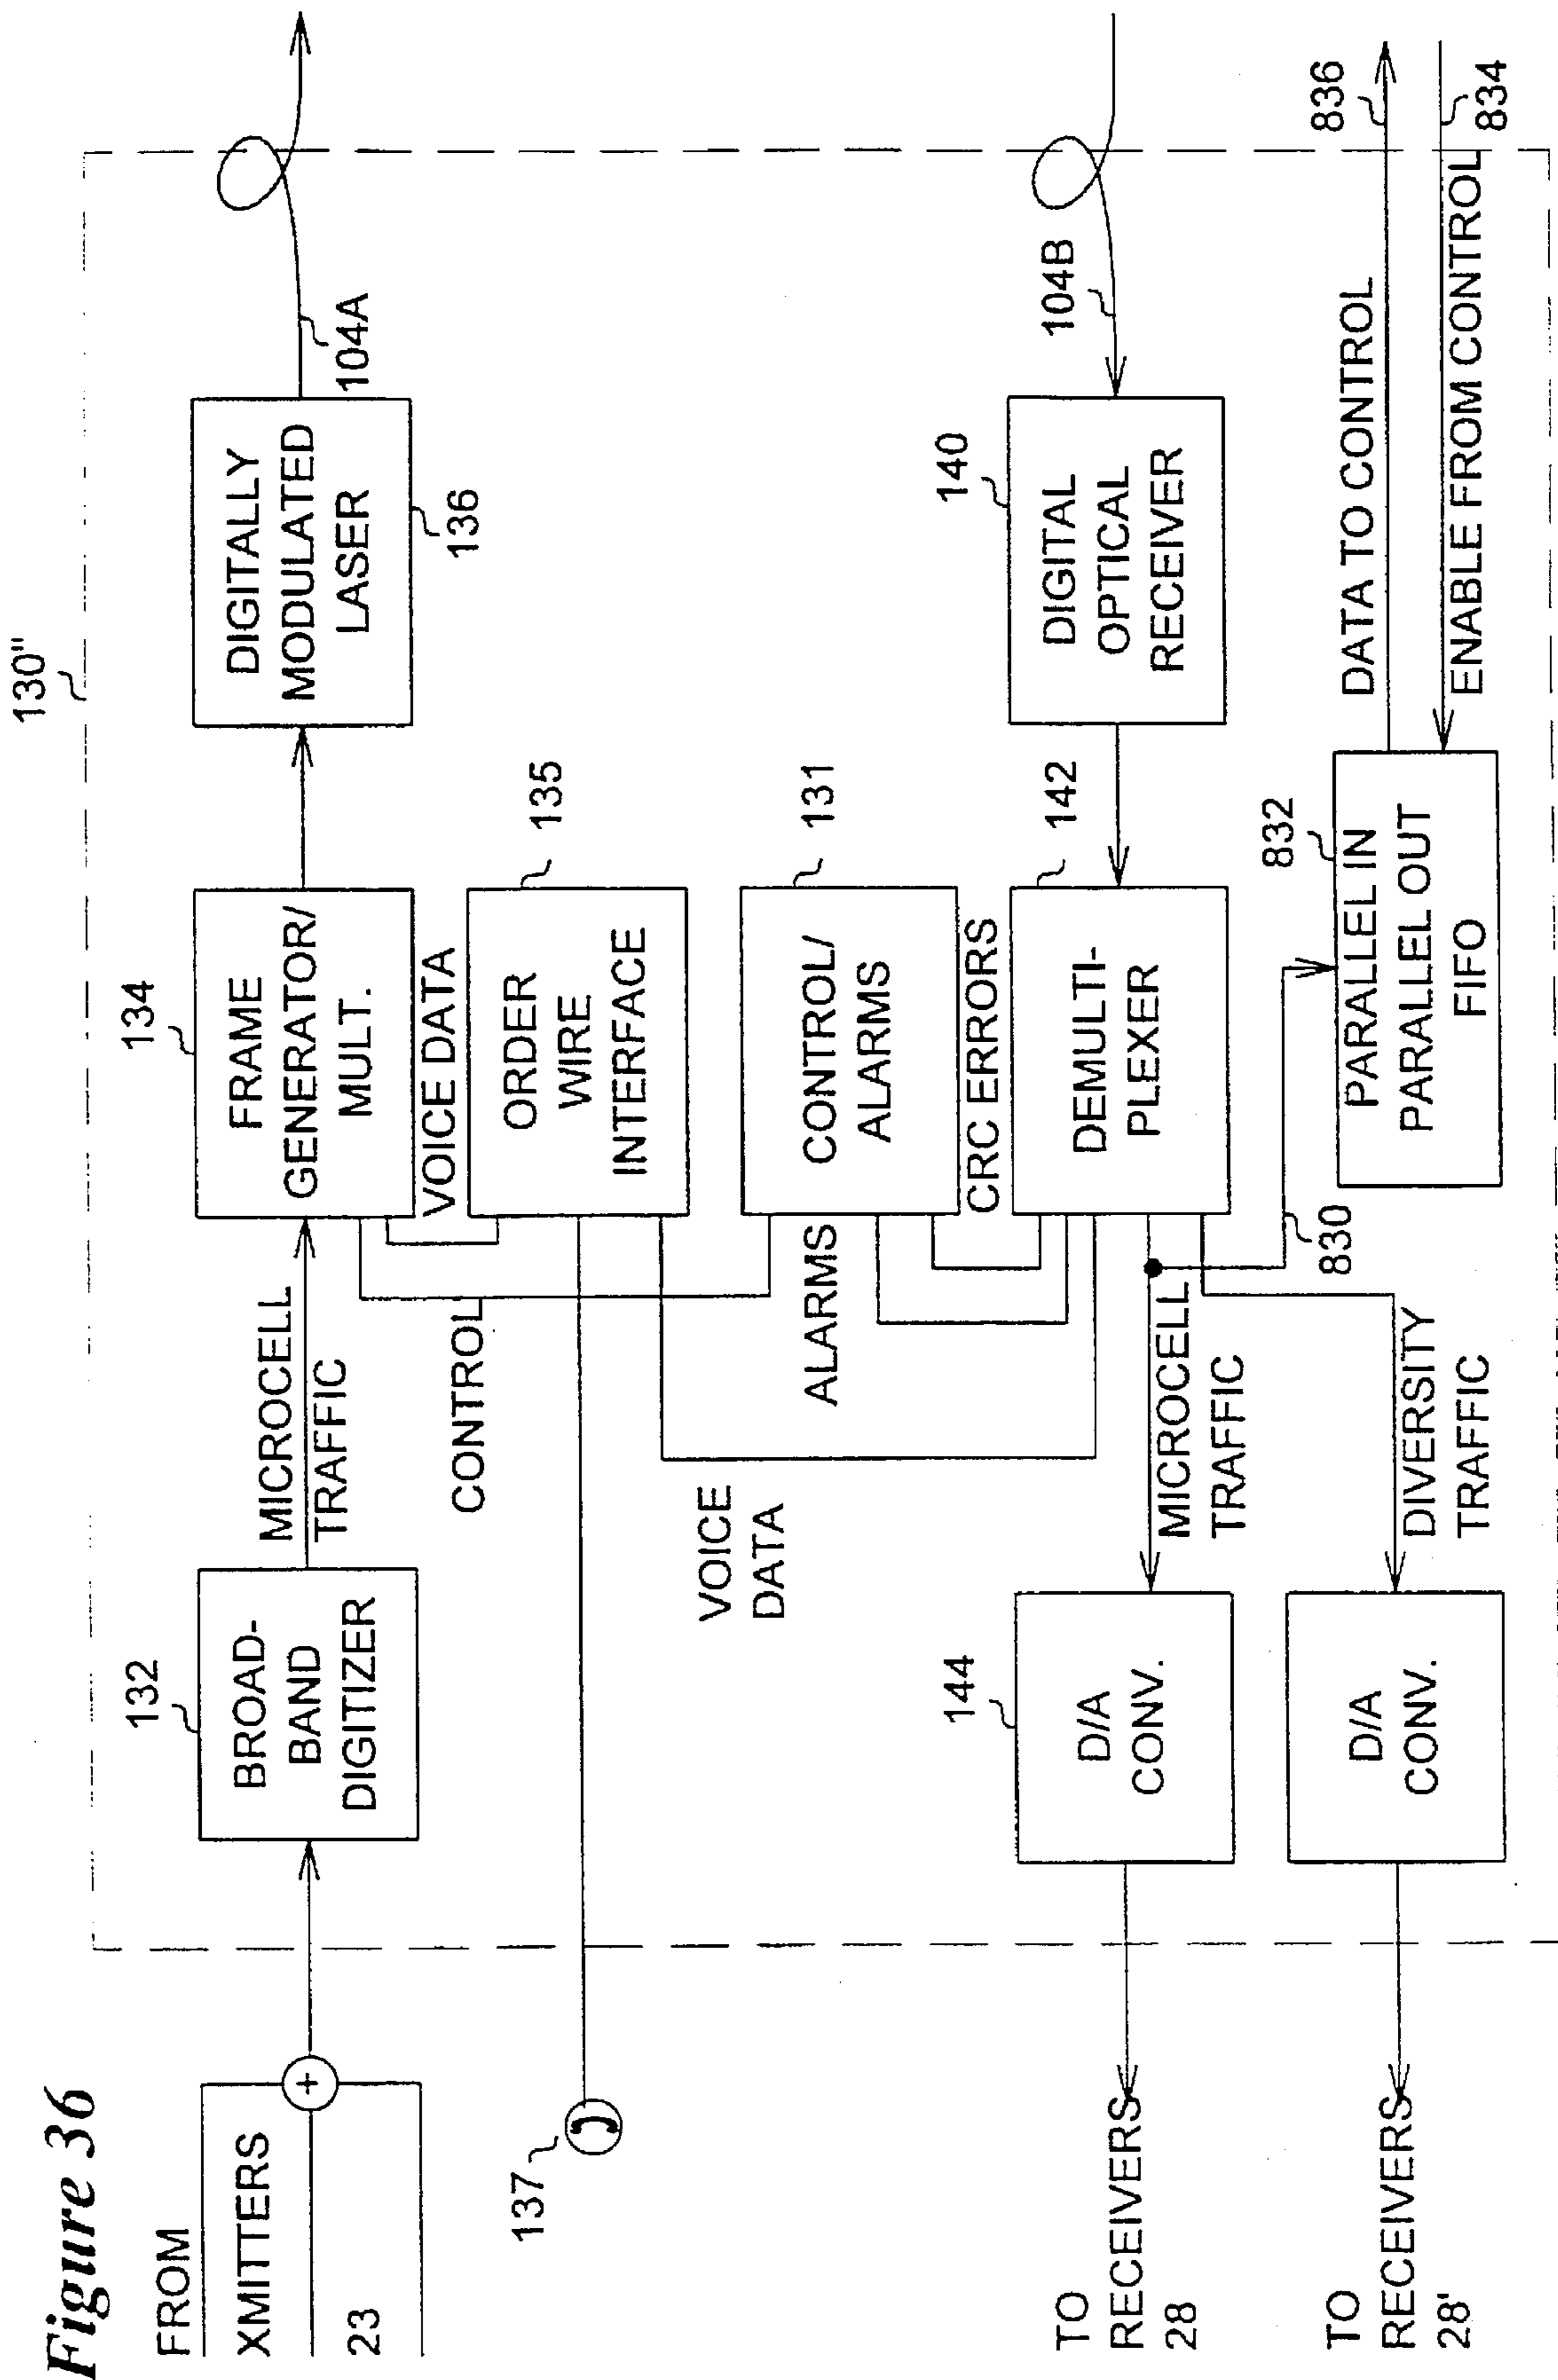 Figure 36
130"
FROM
XMITTERS
23
132
BROAD-
BAND
DIGITIZER
MICROCELL
TRAFFIC
134
FRAME
GENERATOR/
MULT.
DIGITALLY
MODULATED
LASER
136
104A
137
CONTROL
VOICE DATA
135
ORDER
WIRE
INTERFACE
VOICE
DATA
ALARMS
131
CONTROL/
ALARMS
CRC ERRORS
142
DEMULTI-
PLEXER
140
DIGITAL
OPTICAL
RECEIVER
104B
TO
RECEIVERS
28
144
D/A
CONV.
MICROCELL
TRAFFIC
830
832
PARALLEL IN
PARALLEL OUT
FIFO
DATA TO CONTROL
836
ENABLE FROM CONTROL
834
TO
RECEIVERS
28'
D/A
CONV.
DIVERSITY
TRAFFIC